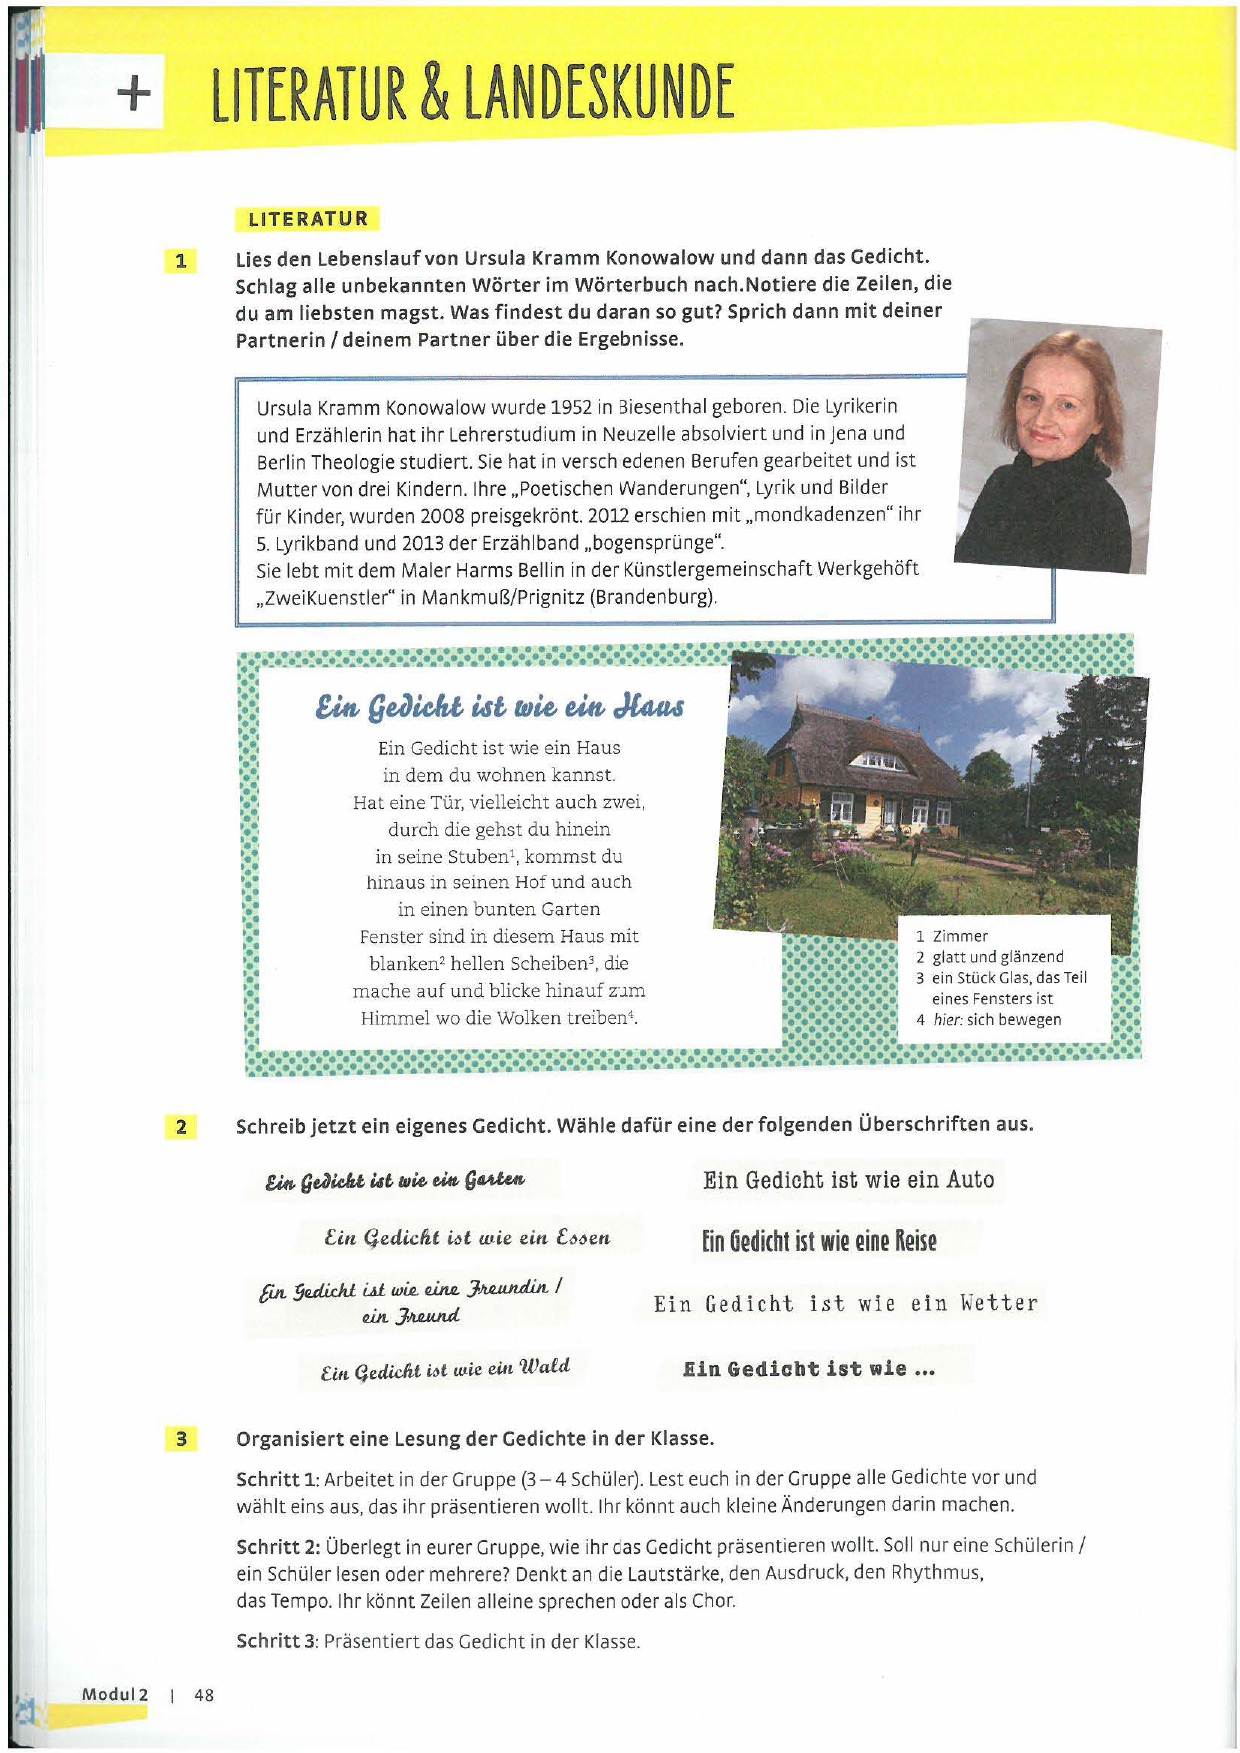 + LITERATUR & LANDESKUNDE
LITERATUR
1 Lies den Lebenslauf von Ursula Kramm Konowalow und dann das Gedicht.
Schlag alle unbekannten Wörter im Wörterbuch nach.Notiere die Zeilen, die
du am liebsten magst. Was findest du daran so gut? Sprich dann mit deiner
Partnerin / deinem Partner über die Ergebnisse.
Ursula Kramm Konowalow wurde 1952 in Biesenthal geboren. Die Lyrikerin
und Erzählerin hat ihr Lehrerstudium in Neuzelle absolviert und in Jena und
Berlin Theologie studiert. Sie hat in versch edenen Berufen gearbeitet und ist
Mutter von drei Kindern. Ihre „Poetischen Wanderungen“, Lyrik und Bilder
für Kinder, wurden 2008 preisgekrönt. 2012 erschien mit „mondkadenzen“ ihr
5. Lyrikband und 2013 der Erzählband „bogensprünge“.
Sie lebt mit dem Maler Harms Bellin in der Künstlergemeinschaft Werkgehöft
„ZweiKuenstler“ in Mankmuß/Prignitz (Brandenburg).
Ein Gedicht ist wie ein Haus
Ein Gedicht ist wie ein Haus
in dem du wohnen kannst.
Hat eine Tür, vielleicht auch zwei,
durch die gehst du hinein
in seine Stuben¹, kommst du
hinaus in seinen Hof und auch
in einen bunten Garten
Fenster sind in diesem Haus mit
blanken² hellen Scheiben³, die
mache auf und blicke hinauf zum
Himmel wo die Wolken treiben⁴.
1 Zimmer
2 glatt und glänzend
3 ein Stück Glas, das Teil
eines Fensters ist
4 hier: sich bewegen
2 Schreib jetzt ein eigenes Gedicht. Wähle dafür eine der folgenden Überschriften aus.
Ein Gedicht ist wie ein Garten
Ein Gedicht ist wie ein Auto
Ein Gedicht ist wie ein Essen
Ein Gedicht ist wie eine Reise
Ein Gedicht ist wie eine Freundin /
ein Freund
Ein Gedicht ist wie ein Wetter
Ein Gedicht ist wie ein Wald
Ein Gedicht ist wie ...
3 Organisiert eine Lesung der Gedichte in der Klasse.
Schritt 1: Arbeitet in der Gruppe (3 – 4 Schüler). Lest euch in der Gruppe alle Gedichte vor und
wählt eins aus, das ihr präsentieren wollt. Ihr könnt auch kleine Änderungen darin machen.
Schritt 2: Überlegt in eurer Gruppe, wie ihr das Gedicht präsentieren wollt. Soll nur eine Schülerin /
ein Schüler lesen oder mehrere? Denkt an die Lautstärke, den Ausdruck, den Rhythmus,
das Tempo. Ihr könnt Zeilen alleine sprechen oder als Chor.
Schritt 3: Präsentiert das Gedicht in der Klasse.
Modul 2 | 48